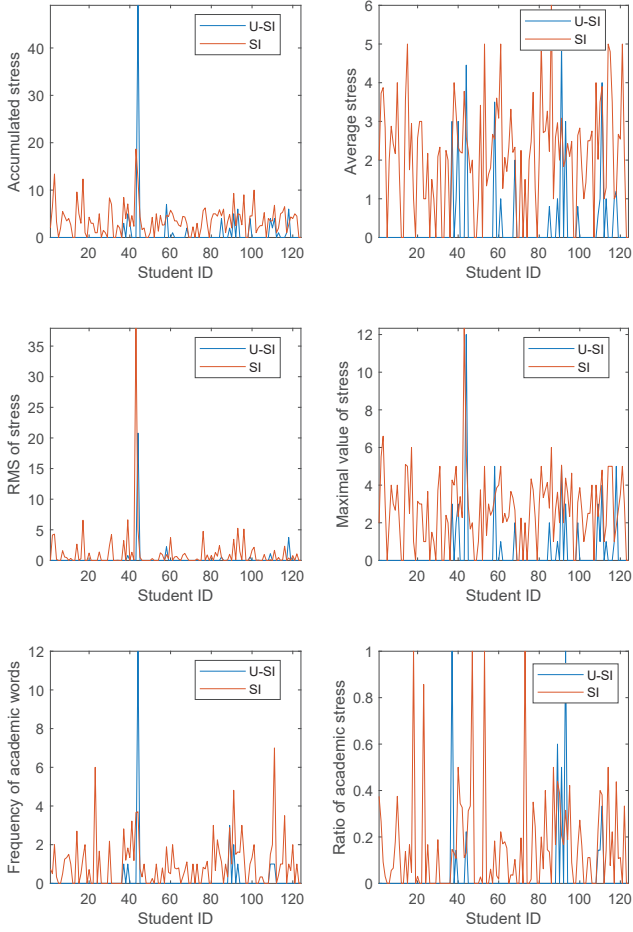 Accumulated stress
40
30
20
10
0
20 40 60 80 100 120
Student ID
U-SI
SI
Average stress
6
5
4
3
2
1
0
20 40 60 80 100 120
Student ID
U-SI
SI
RMS of stress
35
30
25
20
15
10
5
0
20 40 60 80 100 120
Student ID
U-SI
SI
Maximal value of stress
12
10
8
6
4
2
0
20 40 60 80 100 120
Student ID
U-SI
SI
Frequency of academic words
12
10
8
6
4
2
0
20 40 60 80 100 120
Student ID
U-SI
SI
Ratio of academic stress
1
0.8
0.6
0.4
0.2
0
20 40 60 80 100 120
Student ID
U-SI
SI